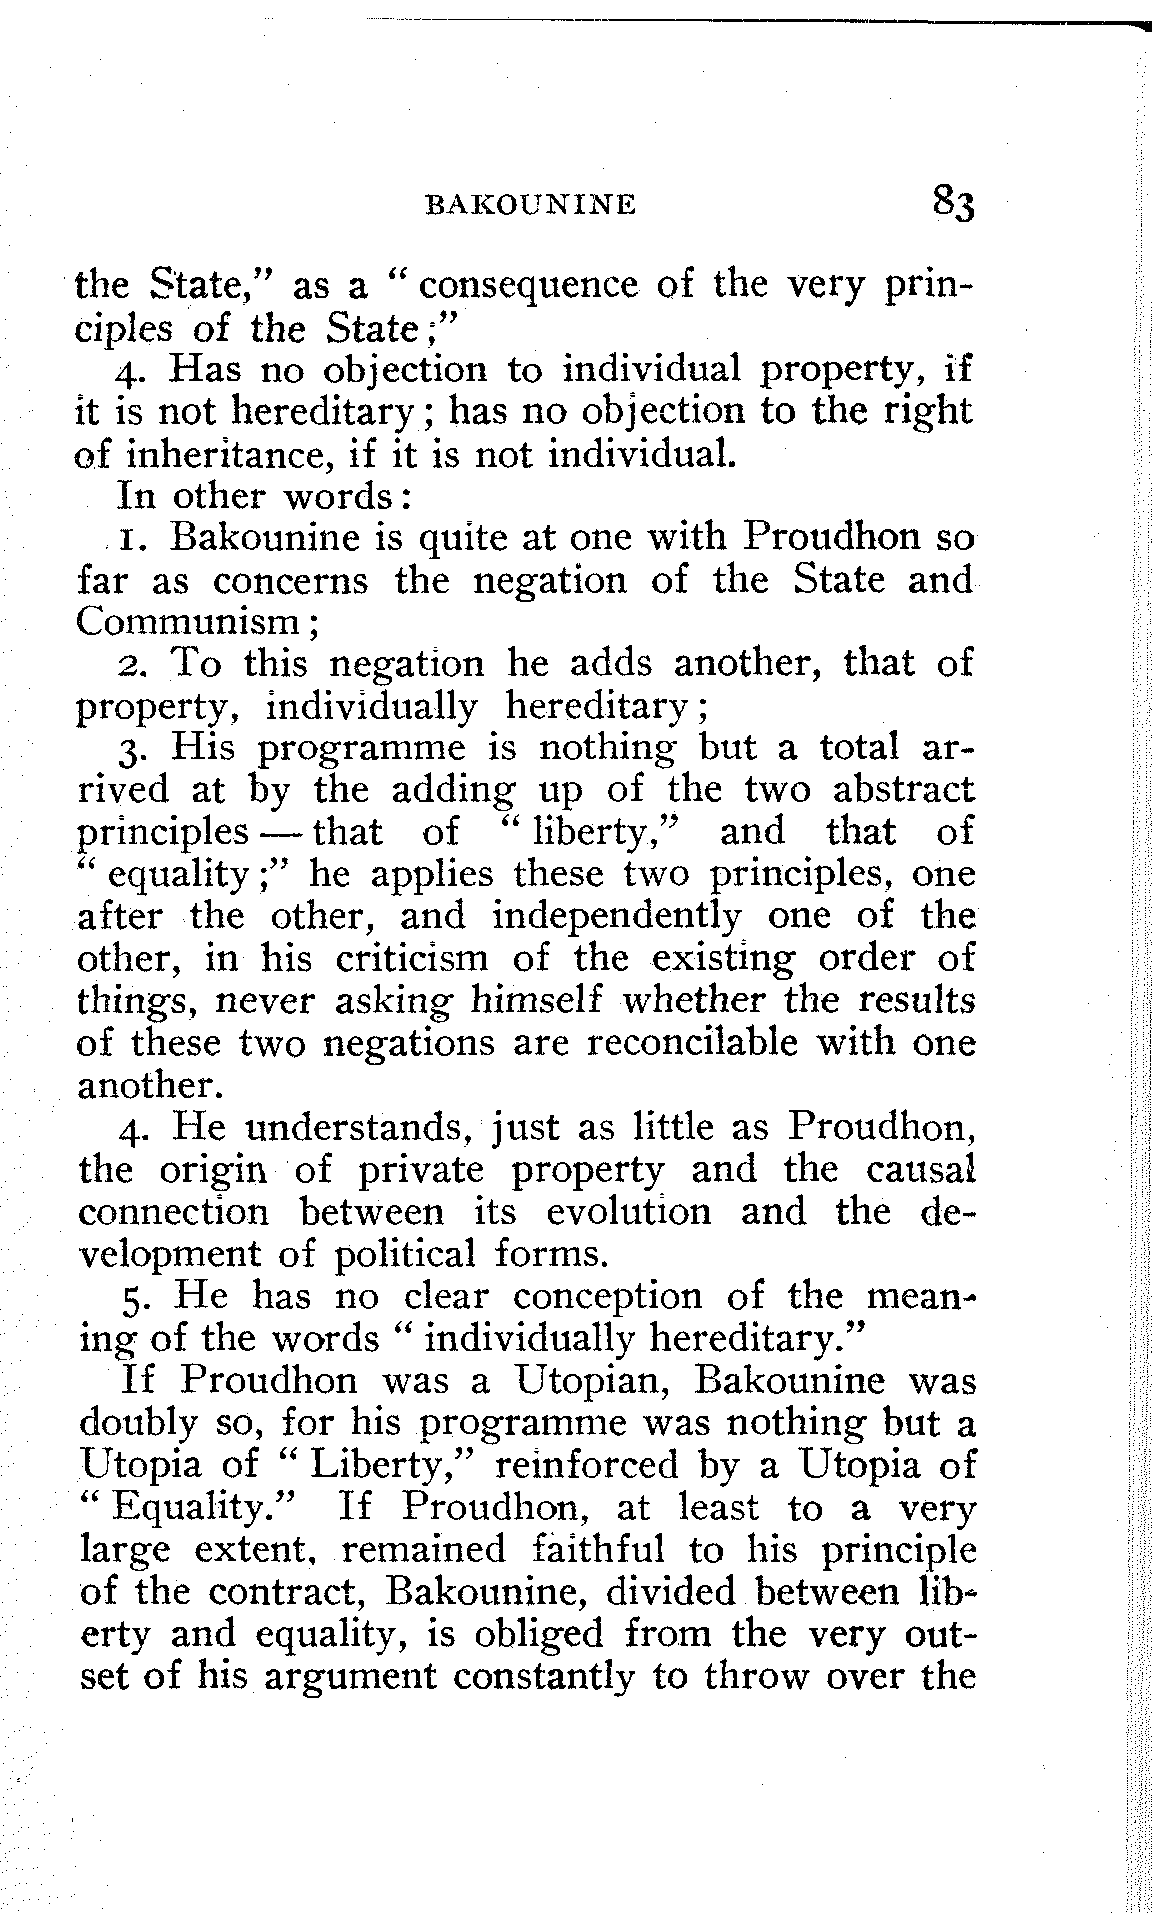 BAKOUNINE 83
the State," as a " consequence of the very prin-
ciples of the State ;"
4. Has no objection to individual property, if
it is not hereditary ; has no objection to the right
of inheritance, if it is not individual.
In other words :
1. Bakounine is quite at one with Proudhon so
far as concerns the negation of the State and
Communism ;
2. To this negation he adds another, that of
property, individually hereditary ;
3. His programme is nothing but a total ar-
rived at by the adding up of the two abstract
principles — that of " liberty," and that of
" equality ;" he applies these two principles, one
after the other, and independently one of the
other, in his criticism of the existing order of
things, never asking himself whether the results
of these two negations are reconcilable with one
another.
4. He understands, just as little as Proudhon,
the origin of private property and the causal
connection between its evolution and the de-
velopment of political forms.
5. He has no clear conception of the mean-
ing of the words " individually hereditary."
If Proudhon was a Utopian, Bakounine was
doubly so, for his programme was nothing but a
Utopia of " Liberty," reinforced by a Utopia of
" Equality." If Proudhon, at least to a very
large extent, remained faithful to his principle
of the contract, Bakounine, divided between lib-
erty and equality, is obliged from the very out-
set of his argument constantly to throw over the